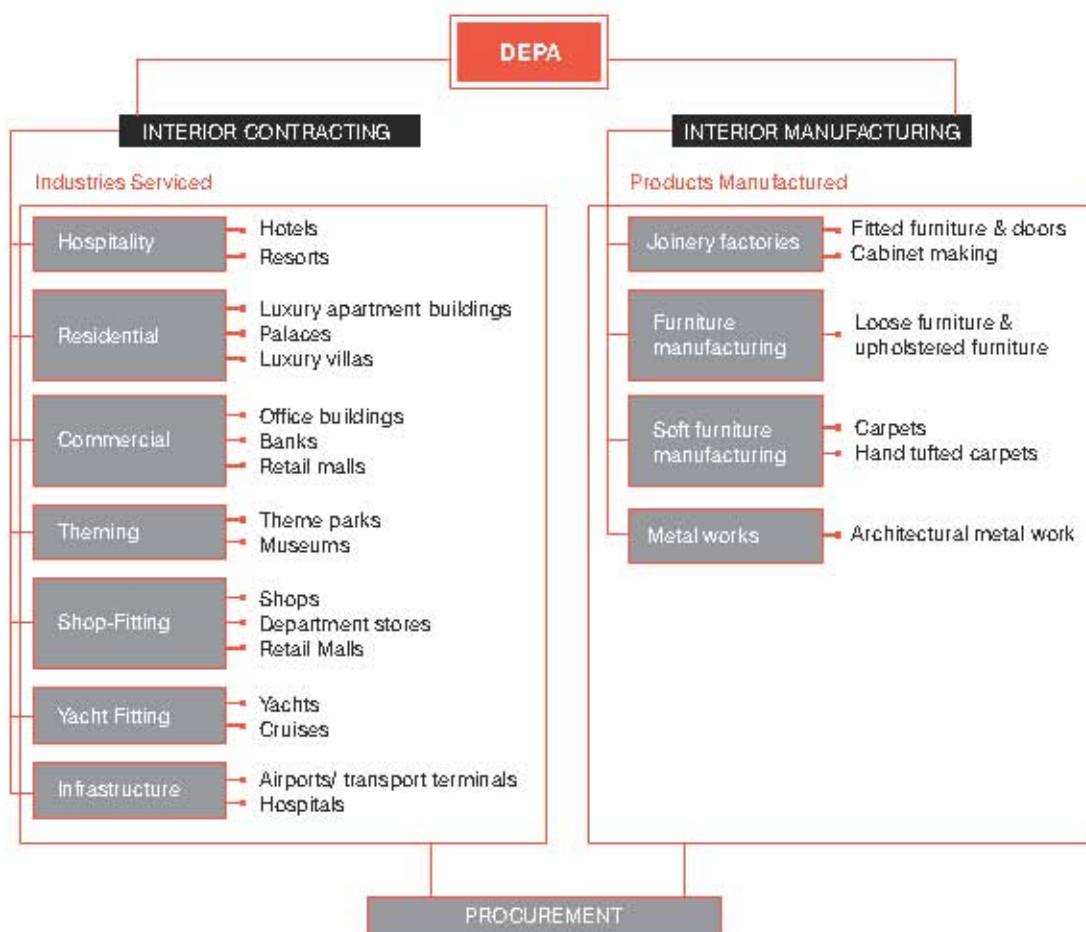 DEPA
INTERIOR CONTRACTING
Industries Serviced
Hospitality
Hotels
Resorts
Residential
Luxury apartment buildings
Palaces
Luxury villas
Commercial
Office buildings
Banks
Retail malls
Theming
Theme parks
Museums
Shop-Fitting
Shops
Department stores
Retail Malls
Yacht Fitting
Yachts
Cruises
Infrastructure
Airports/ transport terminals
Hospitals
INTERIOR MANUFACTURING
Products Manufactured
Joinery factories
Fitted furniture & doors
Cabinet making
Furniture
manufacturing
Loose furniture &
upholstered furniture
Soft furniture
manufacturing
Carpets
Hand tufted carpets
Metal works
Architectural metal work
PROCUREMENT